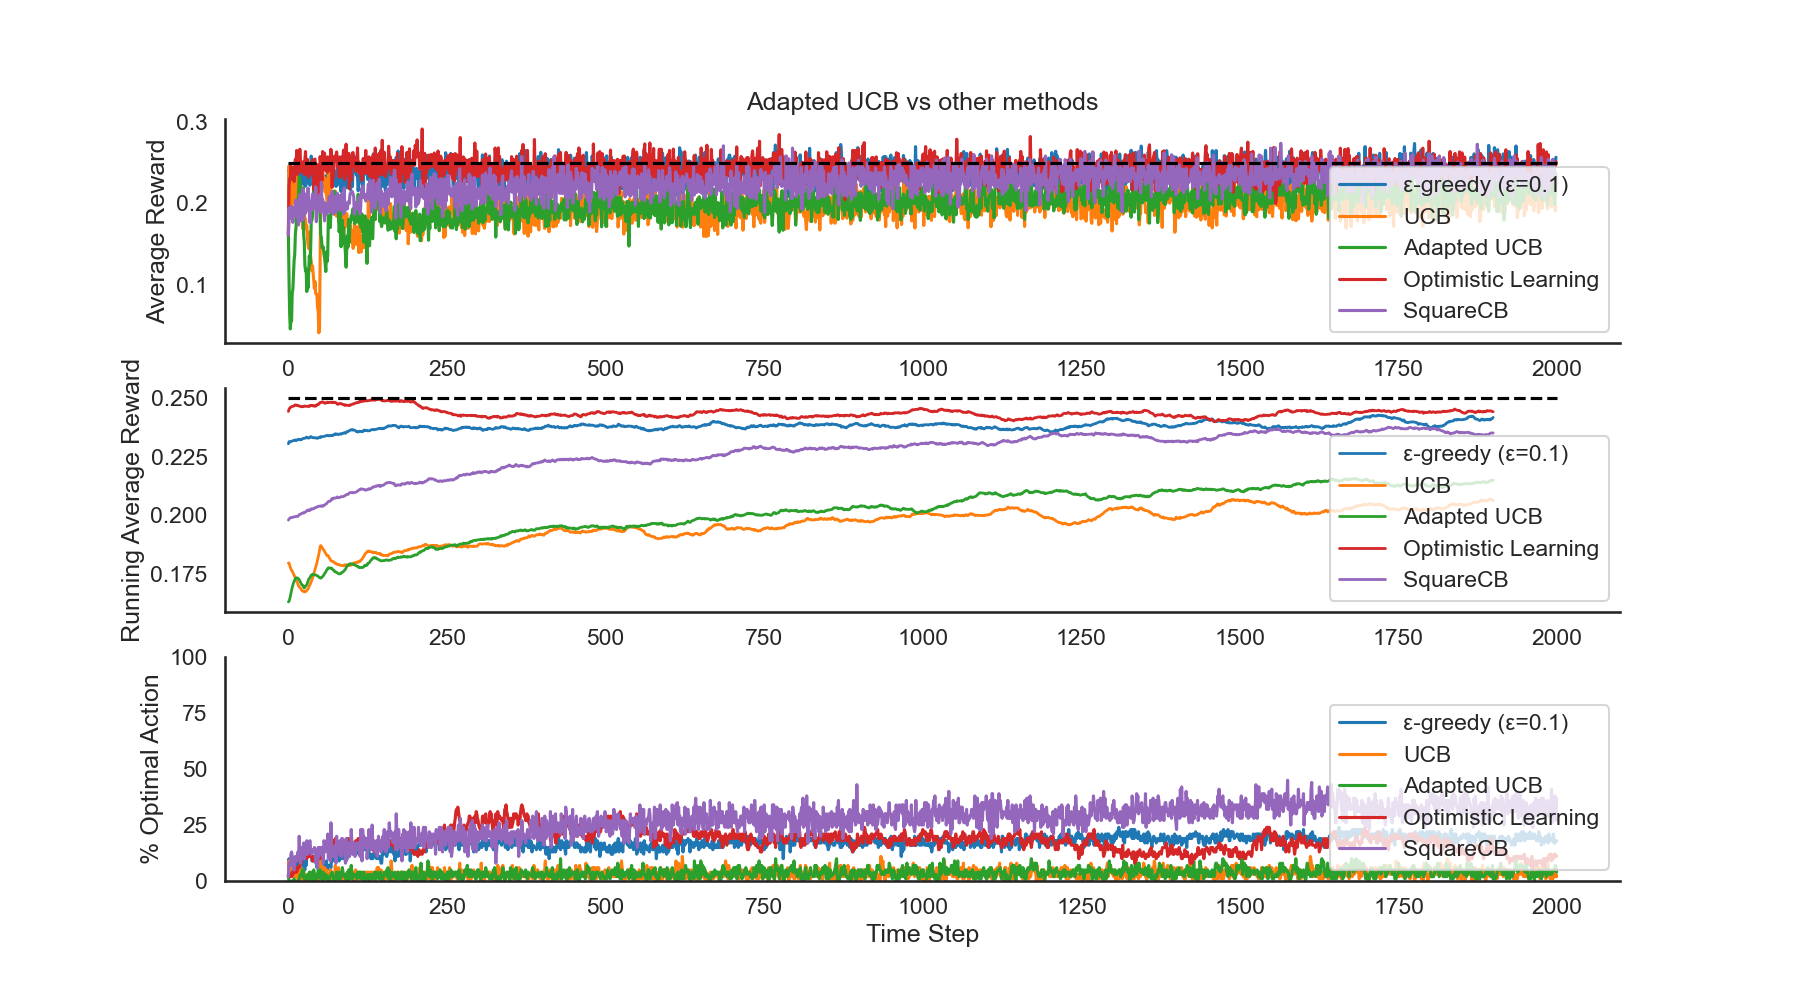 Adapted UCB vs other methods
Average Reward
0.3
0.2
0.1
0 250 500 750 1000 1250 1500 1750 2000
ε-greedy (ε=0.1)
UCB
Adapted UCB
Optimistic Learning
SquareCB
Running Average Reward
0.250
0.225
0.200
0.175
0 250 500 750 1000 1250 1500 1750 2000
ε-greedy (ε=0.1)
UCB
Adapted UCB
Optimistic Learning
SquareCB
% Optimal Action
100
75
50
25
0
0 250 500 750 1000 1250 1500 1750 2000
ε-greedy (ε=0.1)
UCB
Adapted UCB
Optimistic Learning
SquareCB
Time Step